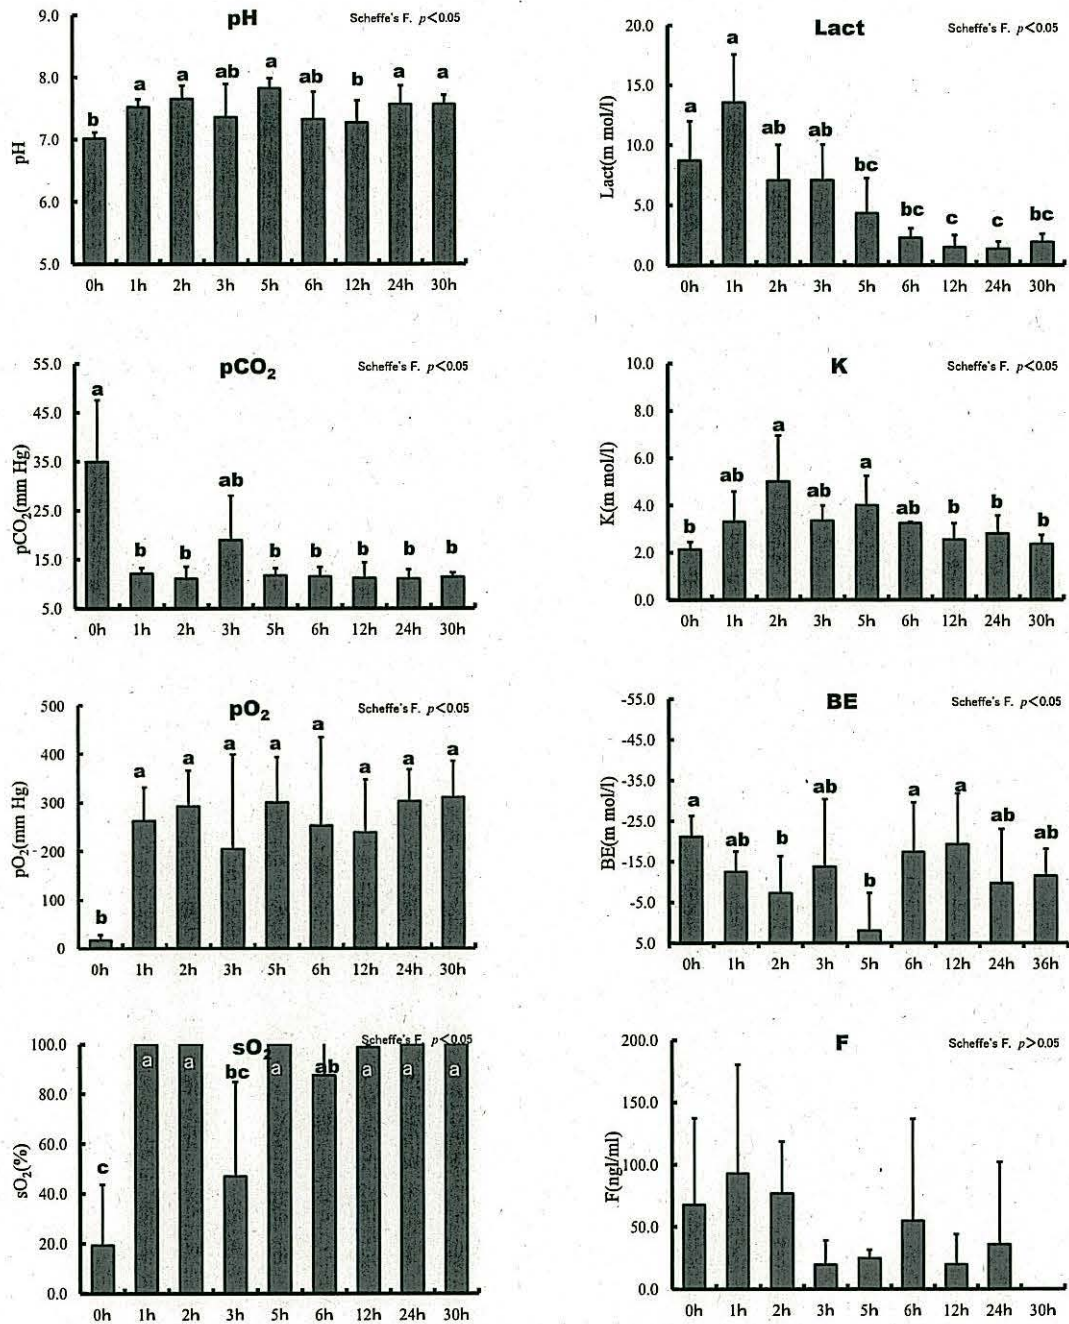 pH
Scheffe's F. p<0.05
9.0
8.0
7.0
6.0
5.0
pH
b
a
a
ab
a
ab
b
a
a
0h 1h 2h 3h 5h 6h 12h 24h 30h
Lact
Scheffe's F. p<0.05
20.0
15.0
10.0
5.0
0.0
Lact(m mol/l)
a
a
ab
ab
bc
bc
c
c
bc
0h 1h 2h 3h 5h 6h 12h 24h 30h
pCO₂
Scheffe's F. p<0.05
55.0
45.0
35.0
25.0
15.0
5.0
pCO₂(mm Hg)
a
b
b
ab
b
b
b
b
b
0h 1h 2h 3h 5h 6h 12h 24h 30h
K
Scheffe's F. p<0.05
10.0
8.0
6.0
4.0
2.0
0.0
K(m mol/l)
b
ab
a
ab
a
ab
b
b
b
0h 1h 2h 3h 5h 6h 12h 24h 30h
pO₂
Scheffe's F. p<0.05
500
400
300
200
100
0
pO₂(mm Hg)
b
a
a
a
a
a
a
a
a
0h 1h 2h 3h 5h 6h 12h 24h 30h
BE
Scheffe's F. p<0.05
-55.0
-45.0
-35.0
-25.0
-15.0
-5.0
5.0
BE(m mol/l)
a
ab
b
ab
b
a
a
ab
ab
0h 1h 2h 3h 5h 6h 12h 24h 36h
sO₂
Scheffe's F. p<0.05
100.0
80.0
60.0
40.0
20.0
0.0
sO₂(%)
c
a
a
bc
a
ab
a
a
a
0h 1h 2h 3h 5h 6h 12h 24h 30h
F
Scheffe's F. p>0.05
200.0
150.0
100.0
50.0
0.0
F(ngl/ml)
0h 1h 2h 3h 5h 6h 12h 24h 30h